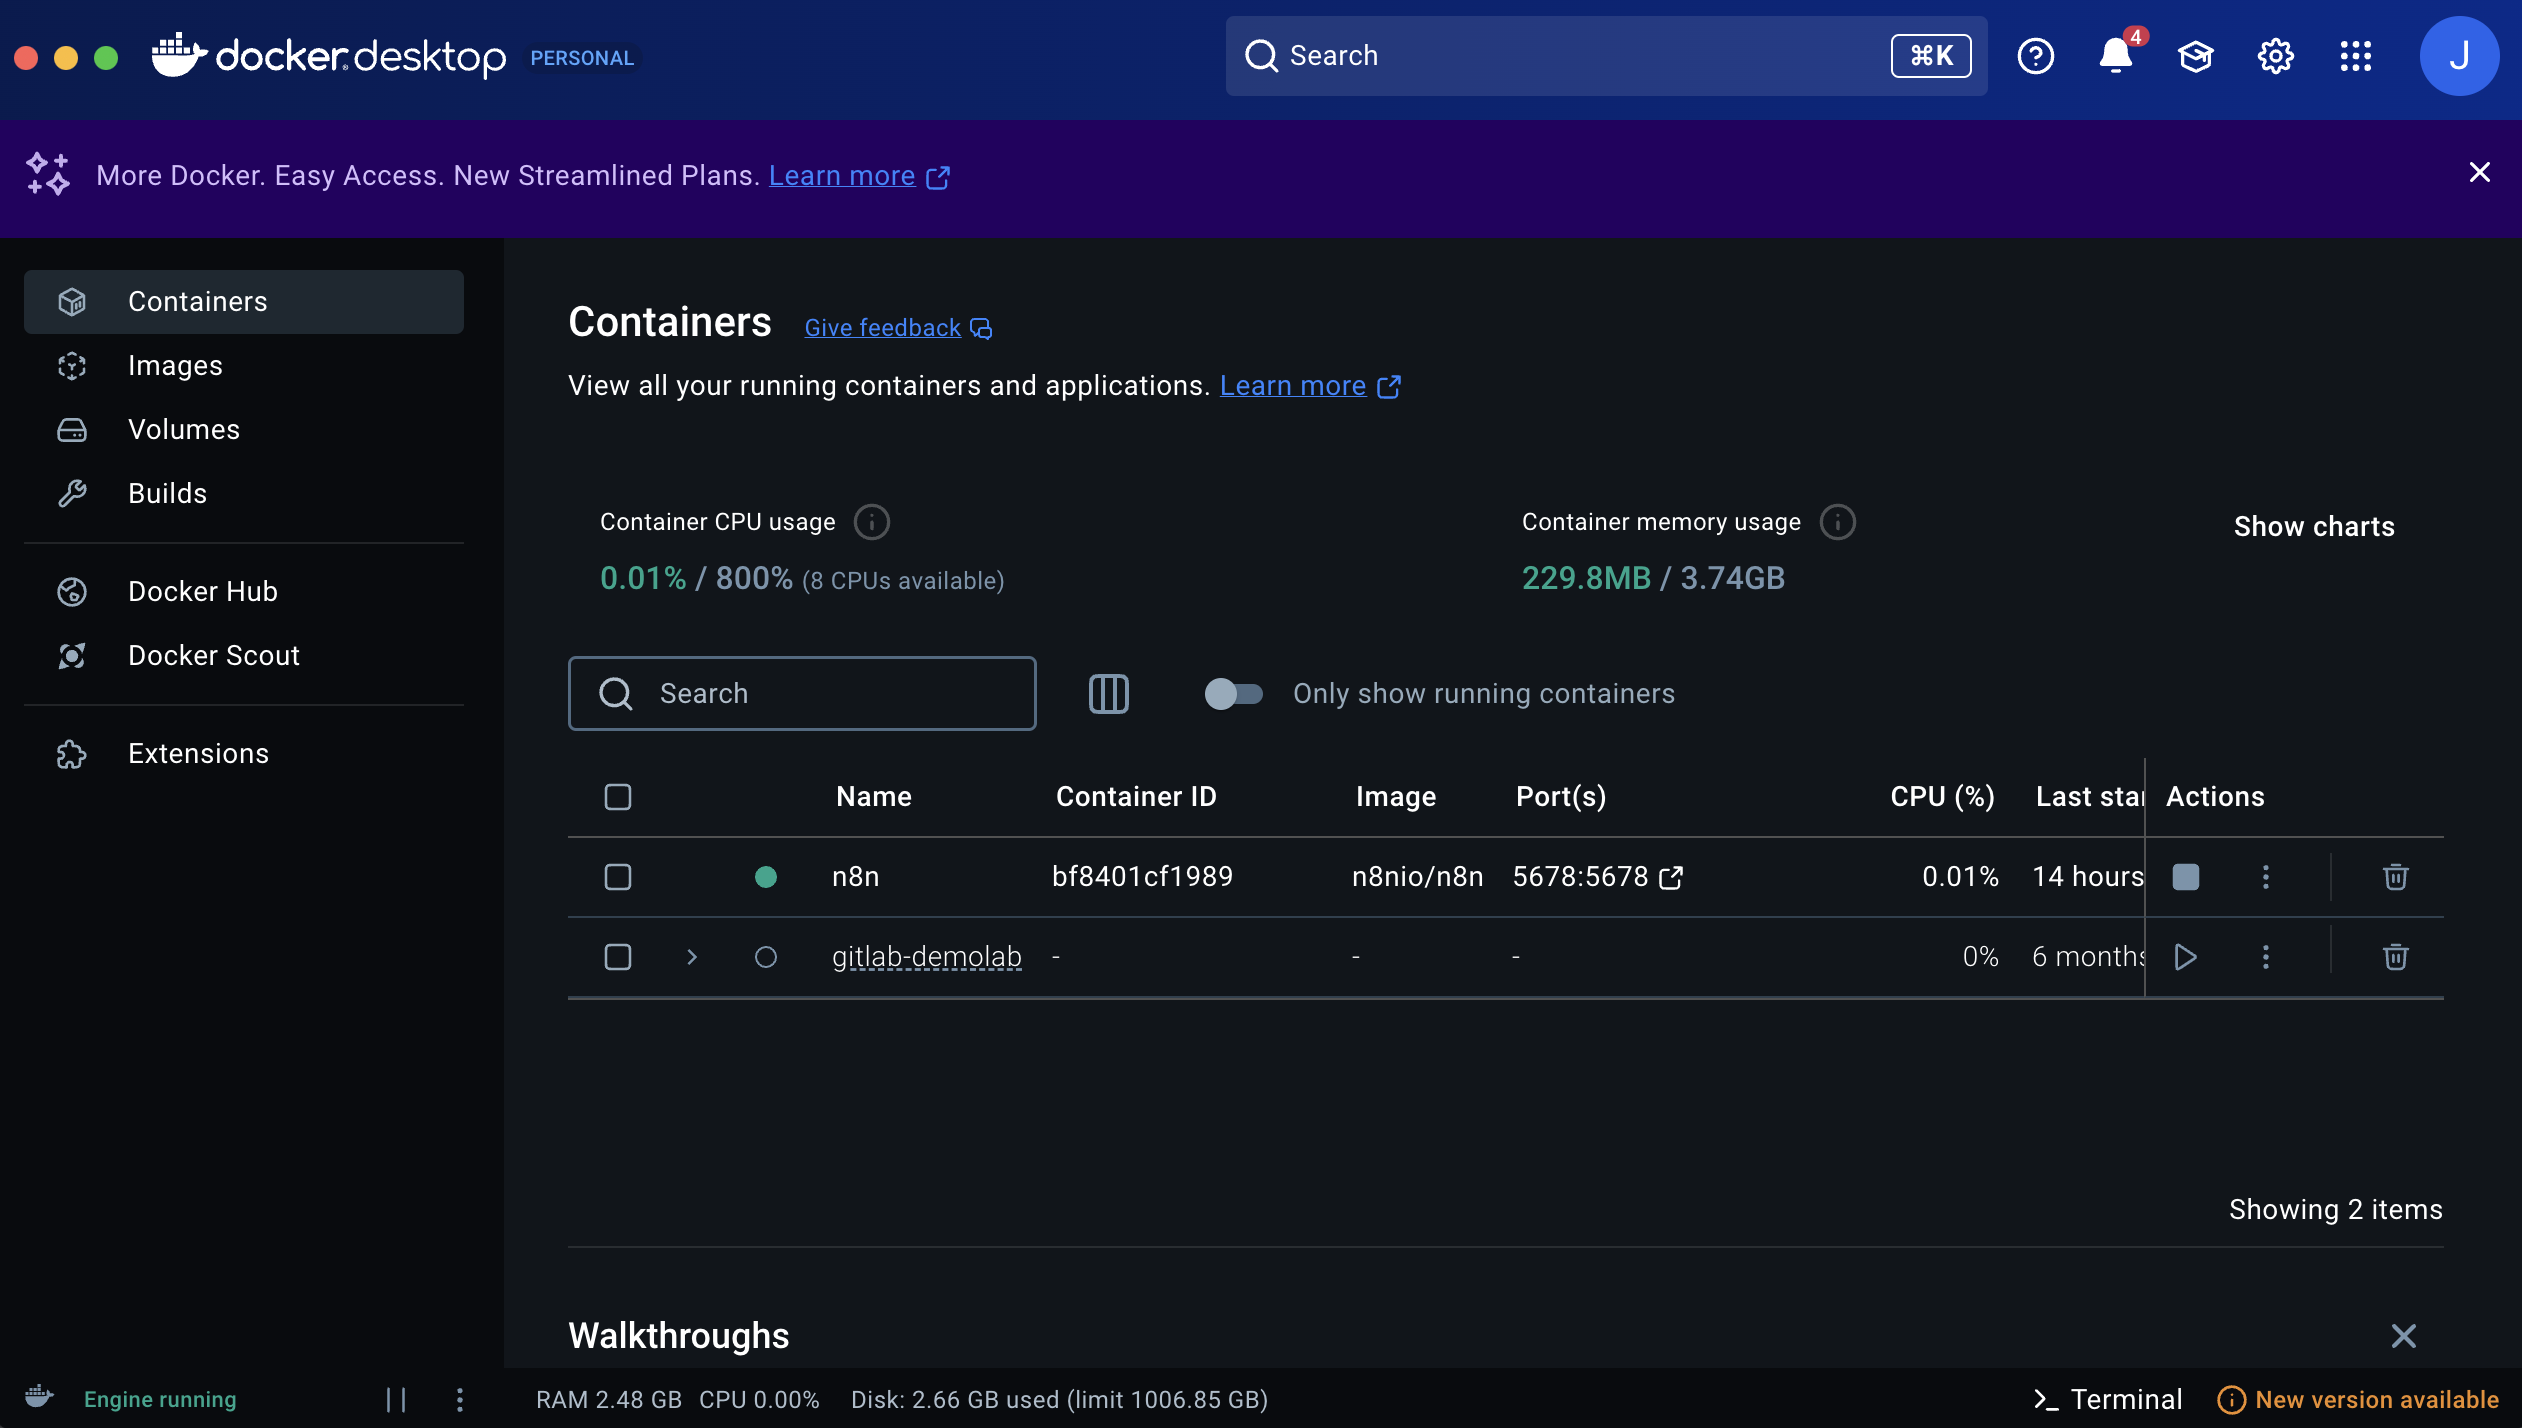 docker desktop PERSONAL
Search
⌘K
4
J
More Docker. Easy Access. New Streamlined Plans. Learn more
Containers
Images
Volumes
Builds
Docker Hub
Docker Scout
Extensions
Containers Give feedback
View all your running containers and applications. Learn more
Container CPU usage
0.01% / 800% (8 CPUs available)
Container memory usage
229.8MB / 3.74GB
Show charts
Search
Only show running containers
Name Container ID Image Port(s) CPU (%) Last star Actions
n8n bf8401cf1989 n8nio/n8n 5678:5678 0.01% 14 hours
gitlab-demolab - - - 0% 6 months
Showing 2 items
Walkthroughs
Engine running
RAM 2.48 GB CPU 0.00% Disk: 2.66 GB used (limit 1006.85 GB)
Terminal
New version available